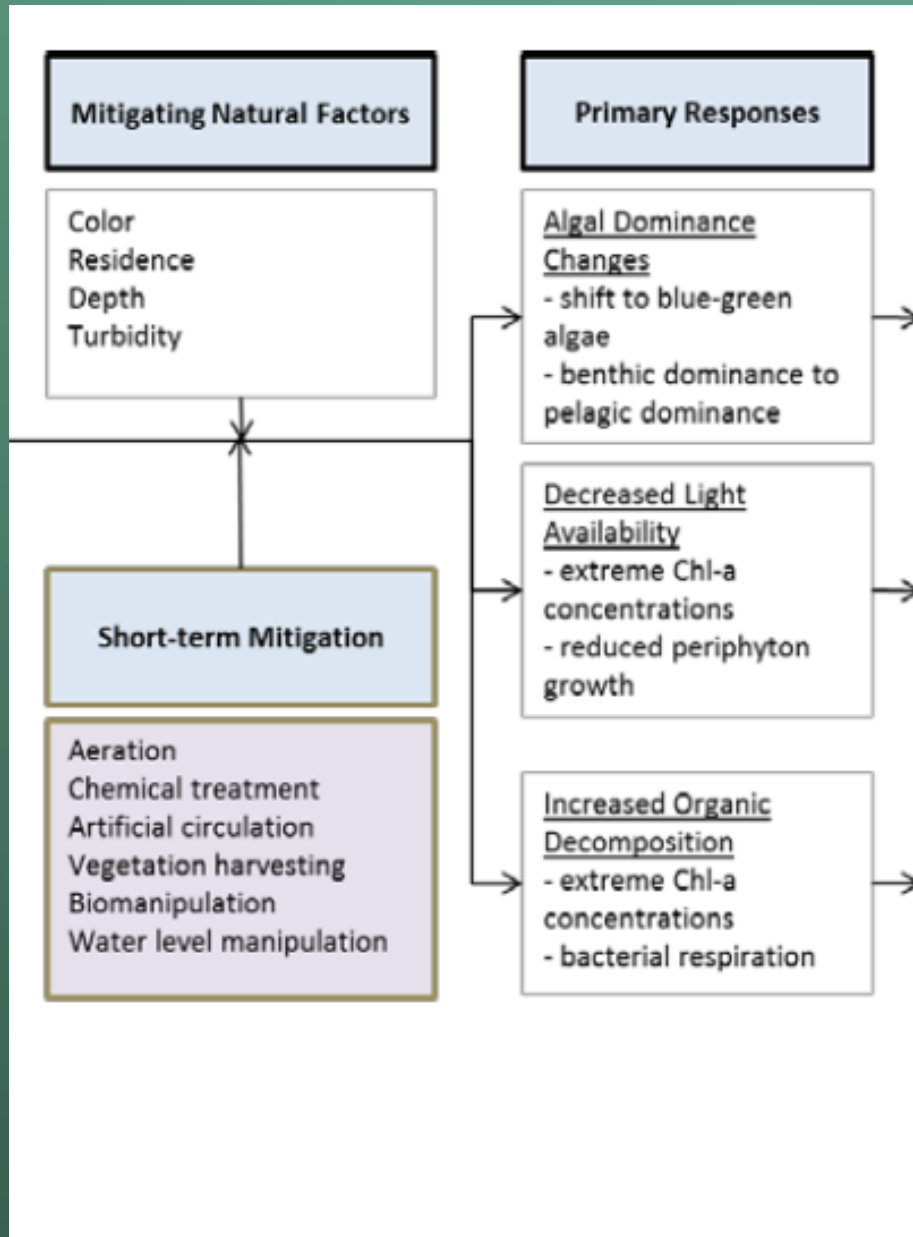 Mitigating Natural Factors
Color
Residence
Depth
Turbidity
Short-term Mitigation
Aeration
Chemical treatment
Artificial circulation
Vegetation harvesting
Biomanipulation
Water level manipulation
Primary Responses
Algal Dominance
Changes
- shift to blue-green
algae
- benthic dominance to
pelagic dominance
Decreased Light
Availability
- extreme Chl-a
concentrations
- reduced periphyton
growth
Increased Organic
Decomposition
- extreme Chl-a
concentrations
- bacterial respiration